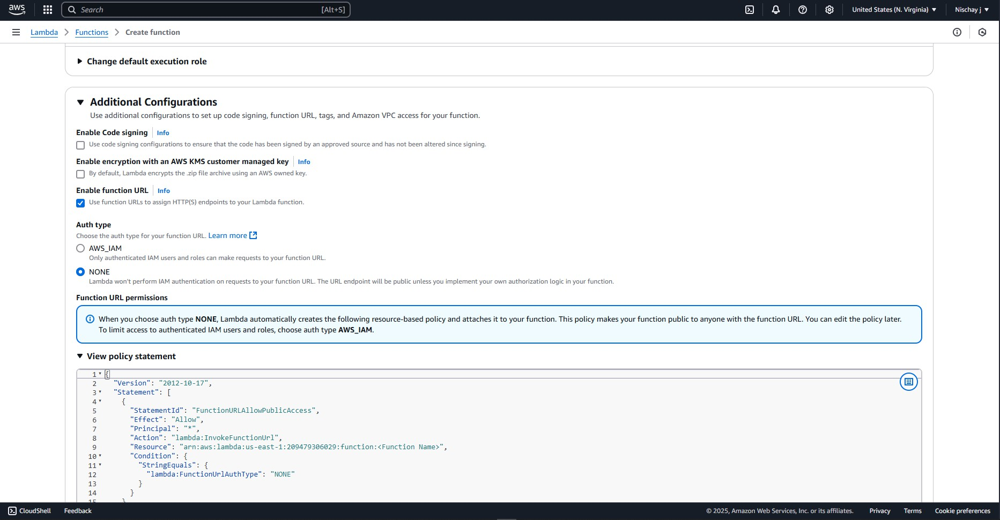 aws
Search [Alt+S]
United States (N. Virginia) ▼ Nischay j ▼
Lambda > Functions > Create function
Change default execution role
Additional Configurations
Use additional configurations to set up code signing, function URL, tags, and Amazon VPC access for your function.
Enable Code signing Info
Use code signing configurations to ensure that the code has been signed by an approved source and has not been altered since signing.
Enable encryption with an AWS KMS customer managed key Info
By default, Lambda encrypts the .zip file archive using an AWS owned key.
Enable function URL Info
Use function URLs to assign HTTP(S) endpoints to your Lambda function.
Auth type
Choose the auth type for your function URL. Learn more
AWS_IAM
Only authenticated IAM users and roles can make requests to your function URL.
NONE
Lambda won't perform IAM authentication on requests to your function URL. The URL endpoint will be public unless you implement your own authorization logic in your function.
Function URL permissions
When you choose auth type NONE, Lambda automatically creates the following resource-based policy and attaches it to your function. This policy makes your function public to anyone with the function URL. You can edit the policy later.
To limit access to authenticated IAM users and roles, choose auth type AWS_IAM.
View policy statement
1 {
2 "Version": "2012-10-17",
3 "Statement": [
4 {
5 "StatementId": "FunctionURLAllowPublicAccess",
6 "Effect": "Allow",
7 "Principal": "*",
8 "Action": "lambda:InvokeFunctionUrl",
9 "Resource": "arn:aws:lambda:us-east-1:209479306029:function:<Function Name>",
10 "Condition": {
11 "StringEquals": {
12 "lambda:FunctionUrlAuthType": "NONE"
13 }
14 }
15 }
CloudShell Feedback © 2025, Amazon Web Services, Inc. or its affiliates. Privacy Terms Cookie preferences